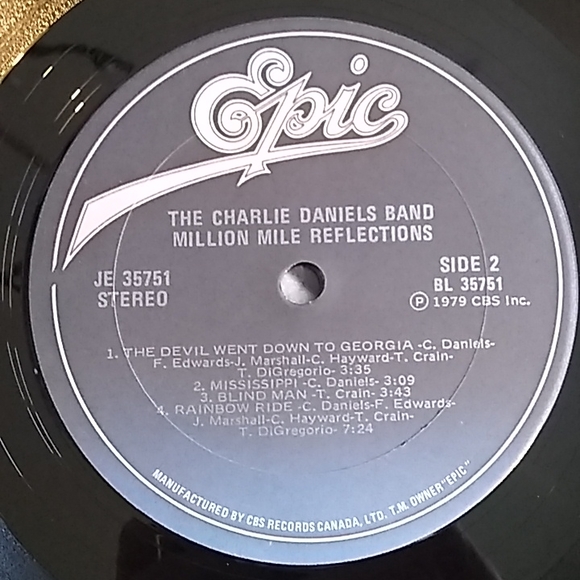 Epic
THE CHARLIE DANIELS BAND
MILLION MILE REFLECTIONS
JE 35751
STEREO
SIDE 2
BL 35751
Ⓟ 1979 CBS Inc.
1. THE DEVIL WENT DOWN TO GEORGIA -C. Daniels-
F. Edwards-J. Marshall-C. Hayward-T. Crain-
T. DiGregorio- 3:35
2. MISSISSIPPI -C. Daniels- 3:09
3. BLIND MAN -T. Crain- 3:43
4. RAINBOW RIDE -C. Daniels-F. Edwards-
J. Marshall-C. Hayward-T. Crain-
T. DiGregorio- 7:24
MANUFACTURED BY CBS RECORDS CANADA, LTD. T.M. OWNER "EPIC"